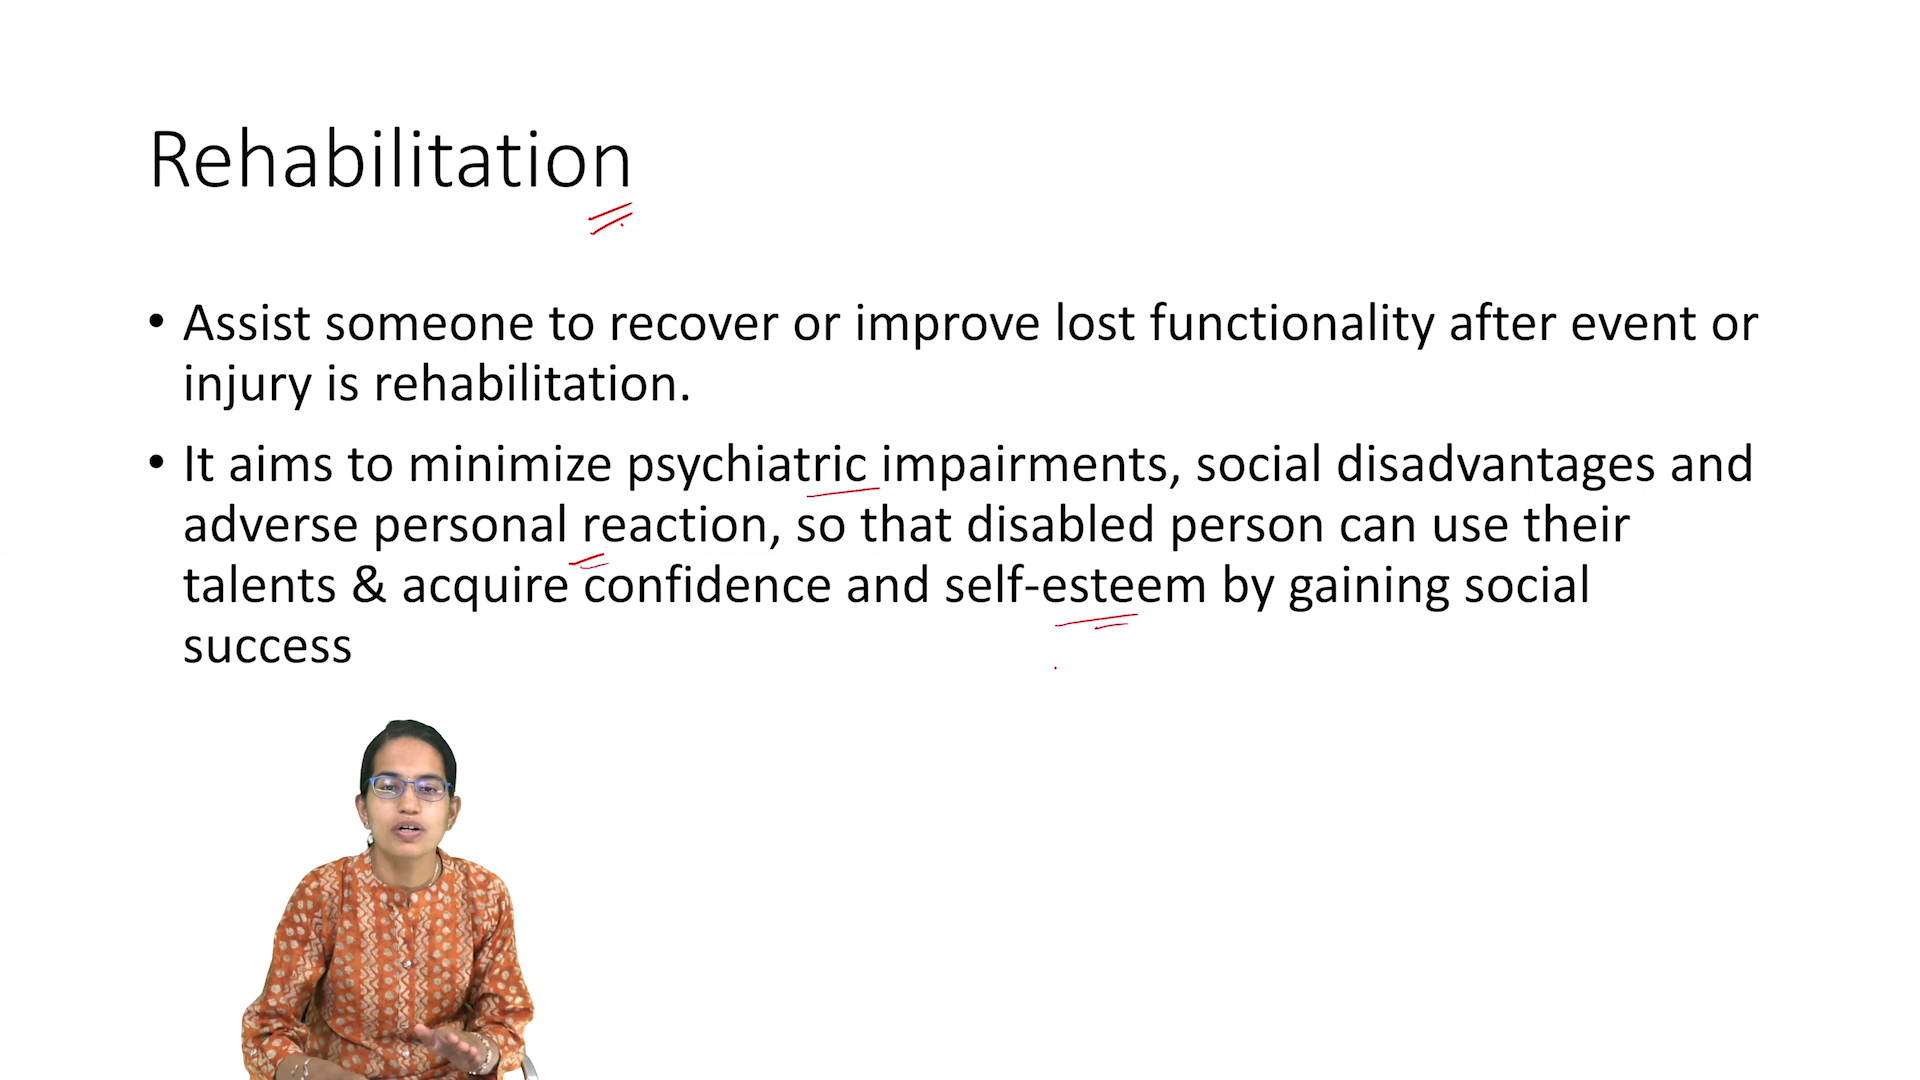 Rehabilitation
• Assist someone to recover or improve lost functionality after event or
injury is rehabilitation.
• It aims to minimize psychiatric impairments, social disadvantages and
adverse personal reaction, so that disabled person can use their
talents & acquire confidence and self-esteem by gaining social
success